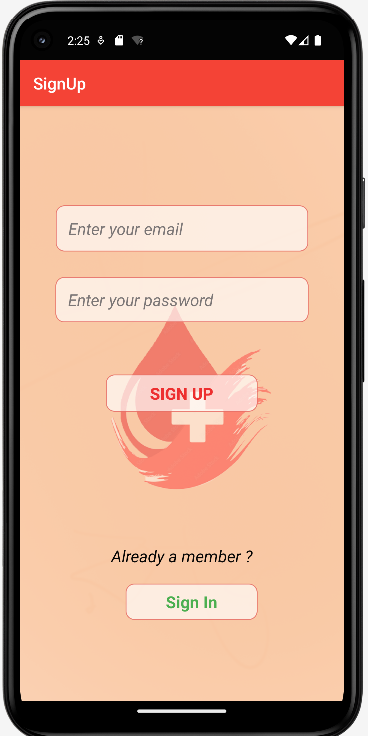 2:25
SignUp
Enter your email
Enter your password
SIGN UP
Already a member ?
Sign In